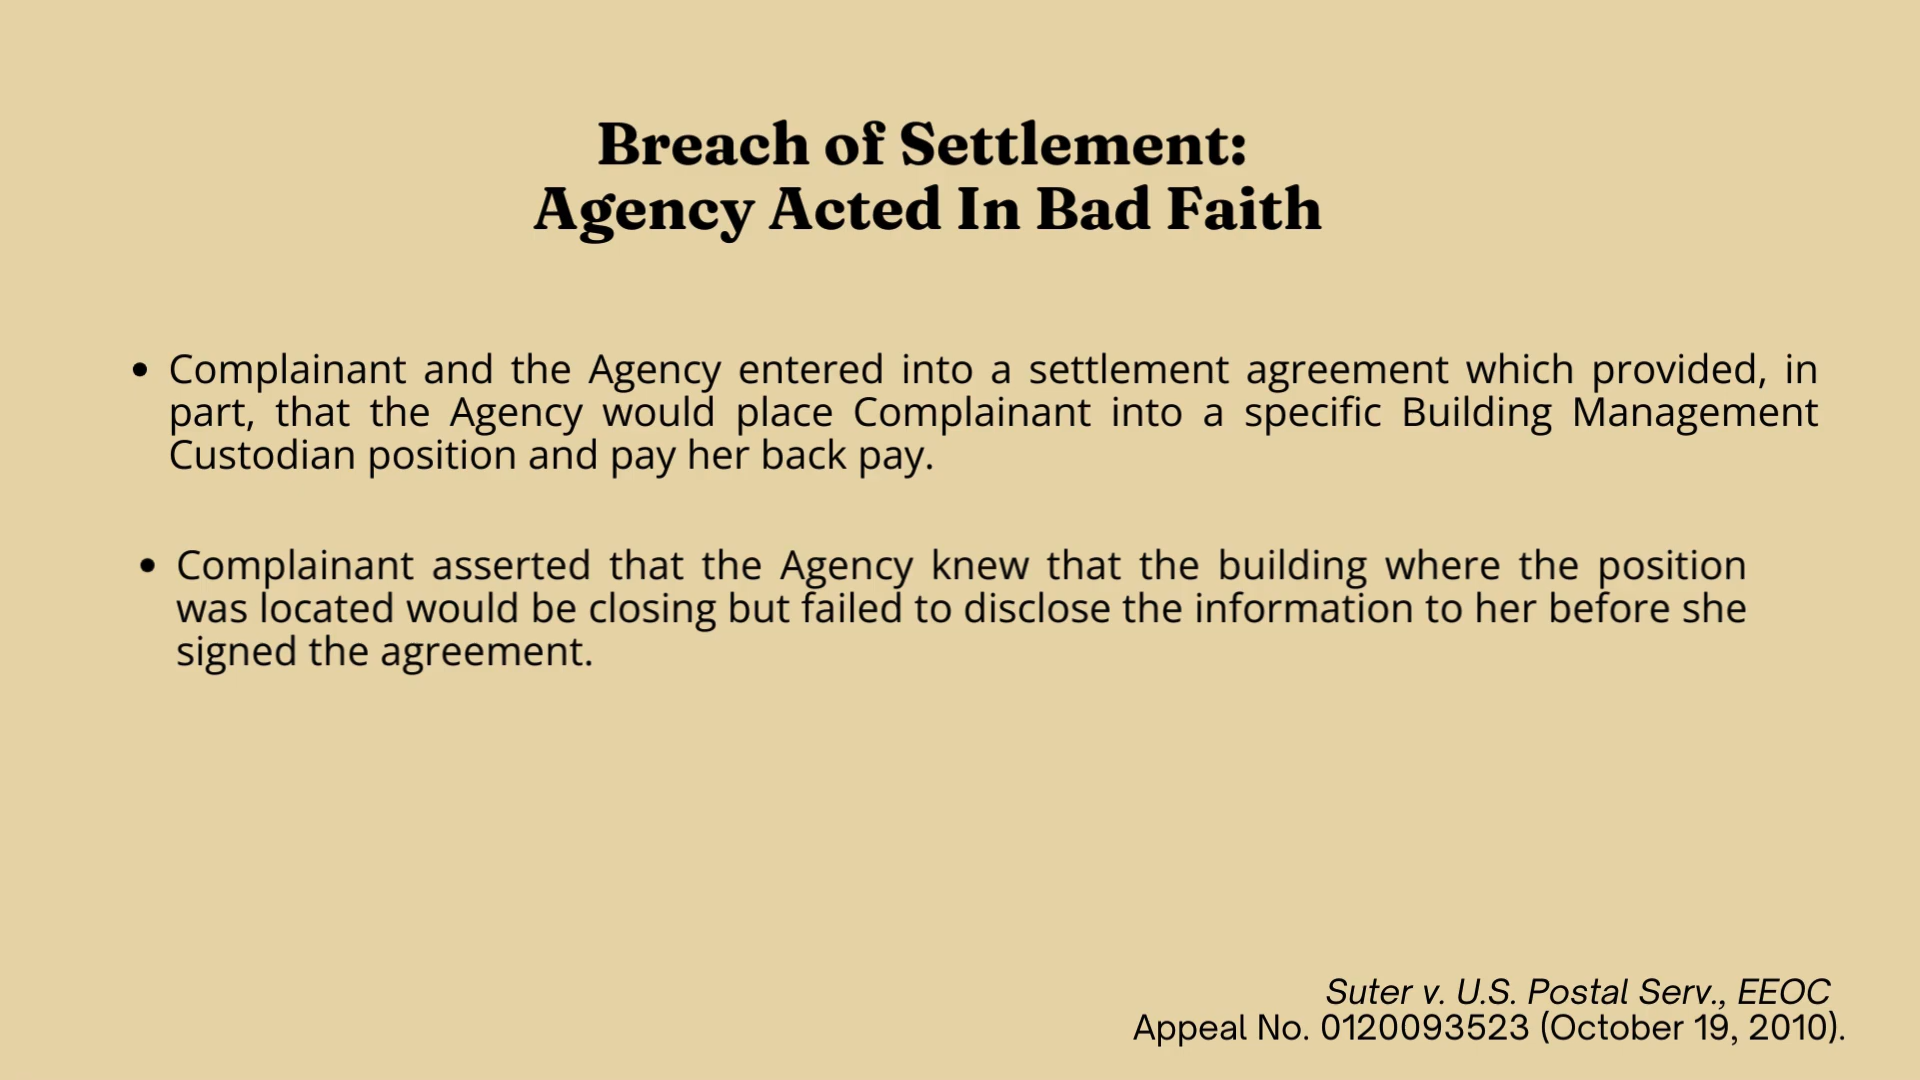 Breach of Settlement:
Agency Acted In Bad Faith
• Complainant and the Agency entered into a settlement agreement which provided, in
part, that the Agency would place Complainant into a specific Building Management
Custodian position and pay her back pay.
• Complainant asserted that the Agency knew that the building where the position
was located would be closing but failed to disclose the information to her before she
signed the agreement.
Suter v. U.S. Postal Serv., EEOC
Appeal No. 0120093523 (October 19, 2010).